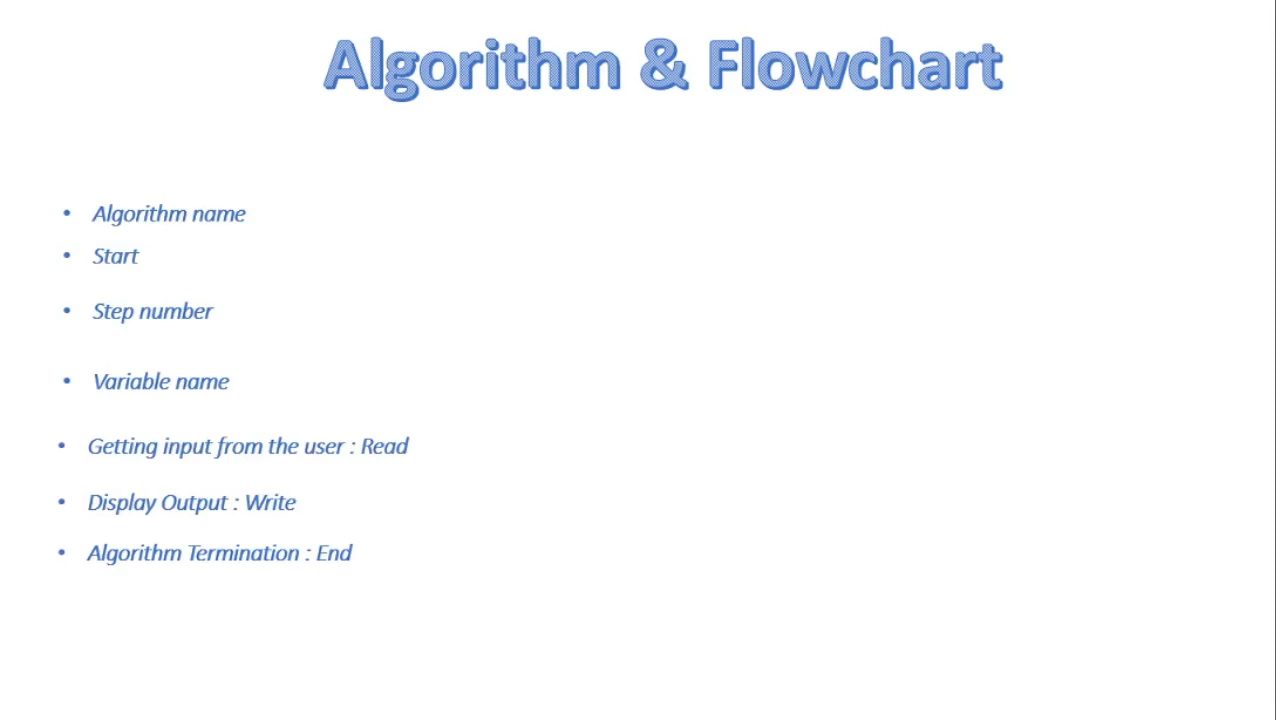 Algorithm & Flowchart
• Algorithm name
• Start
• Step number
• Variable name
• Getting input from the user : Read
• Display Output : Write
• Algorithm Termination : End